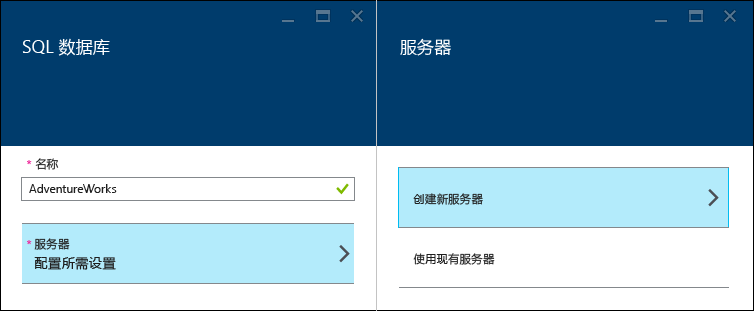 SQL 数据库
* 名称
AdventureWorks
* 服务器
配置所需设置
服务器
创建新服务器
使用现有服务器